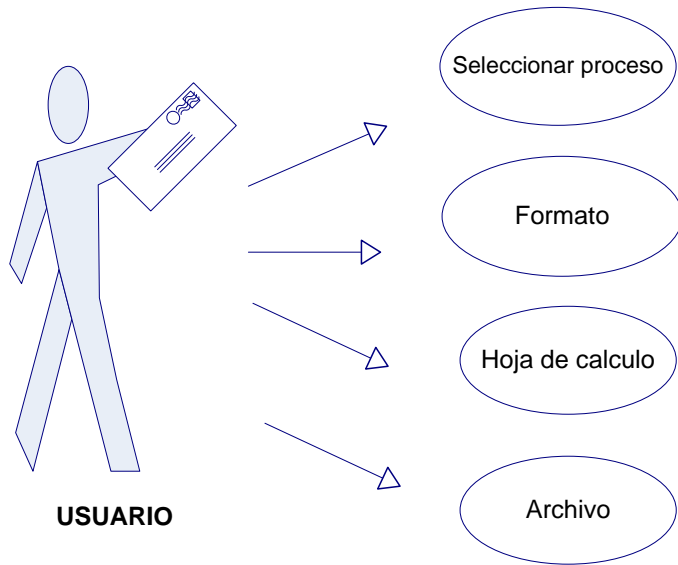 Seleccionar proceso
Formato
Hoja de calculo
Archivo
USUARIO